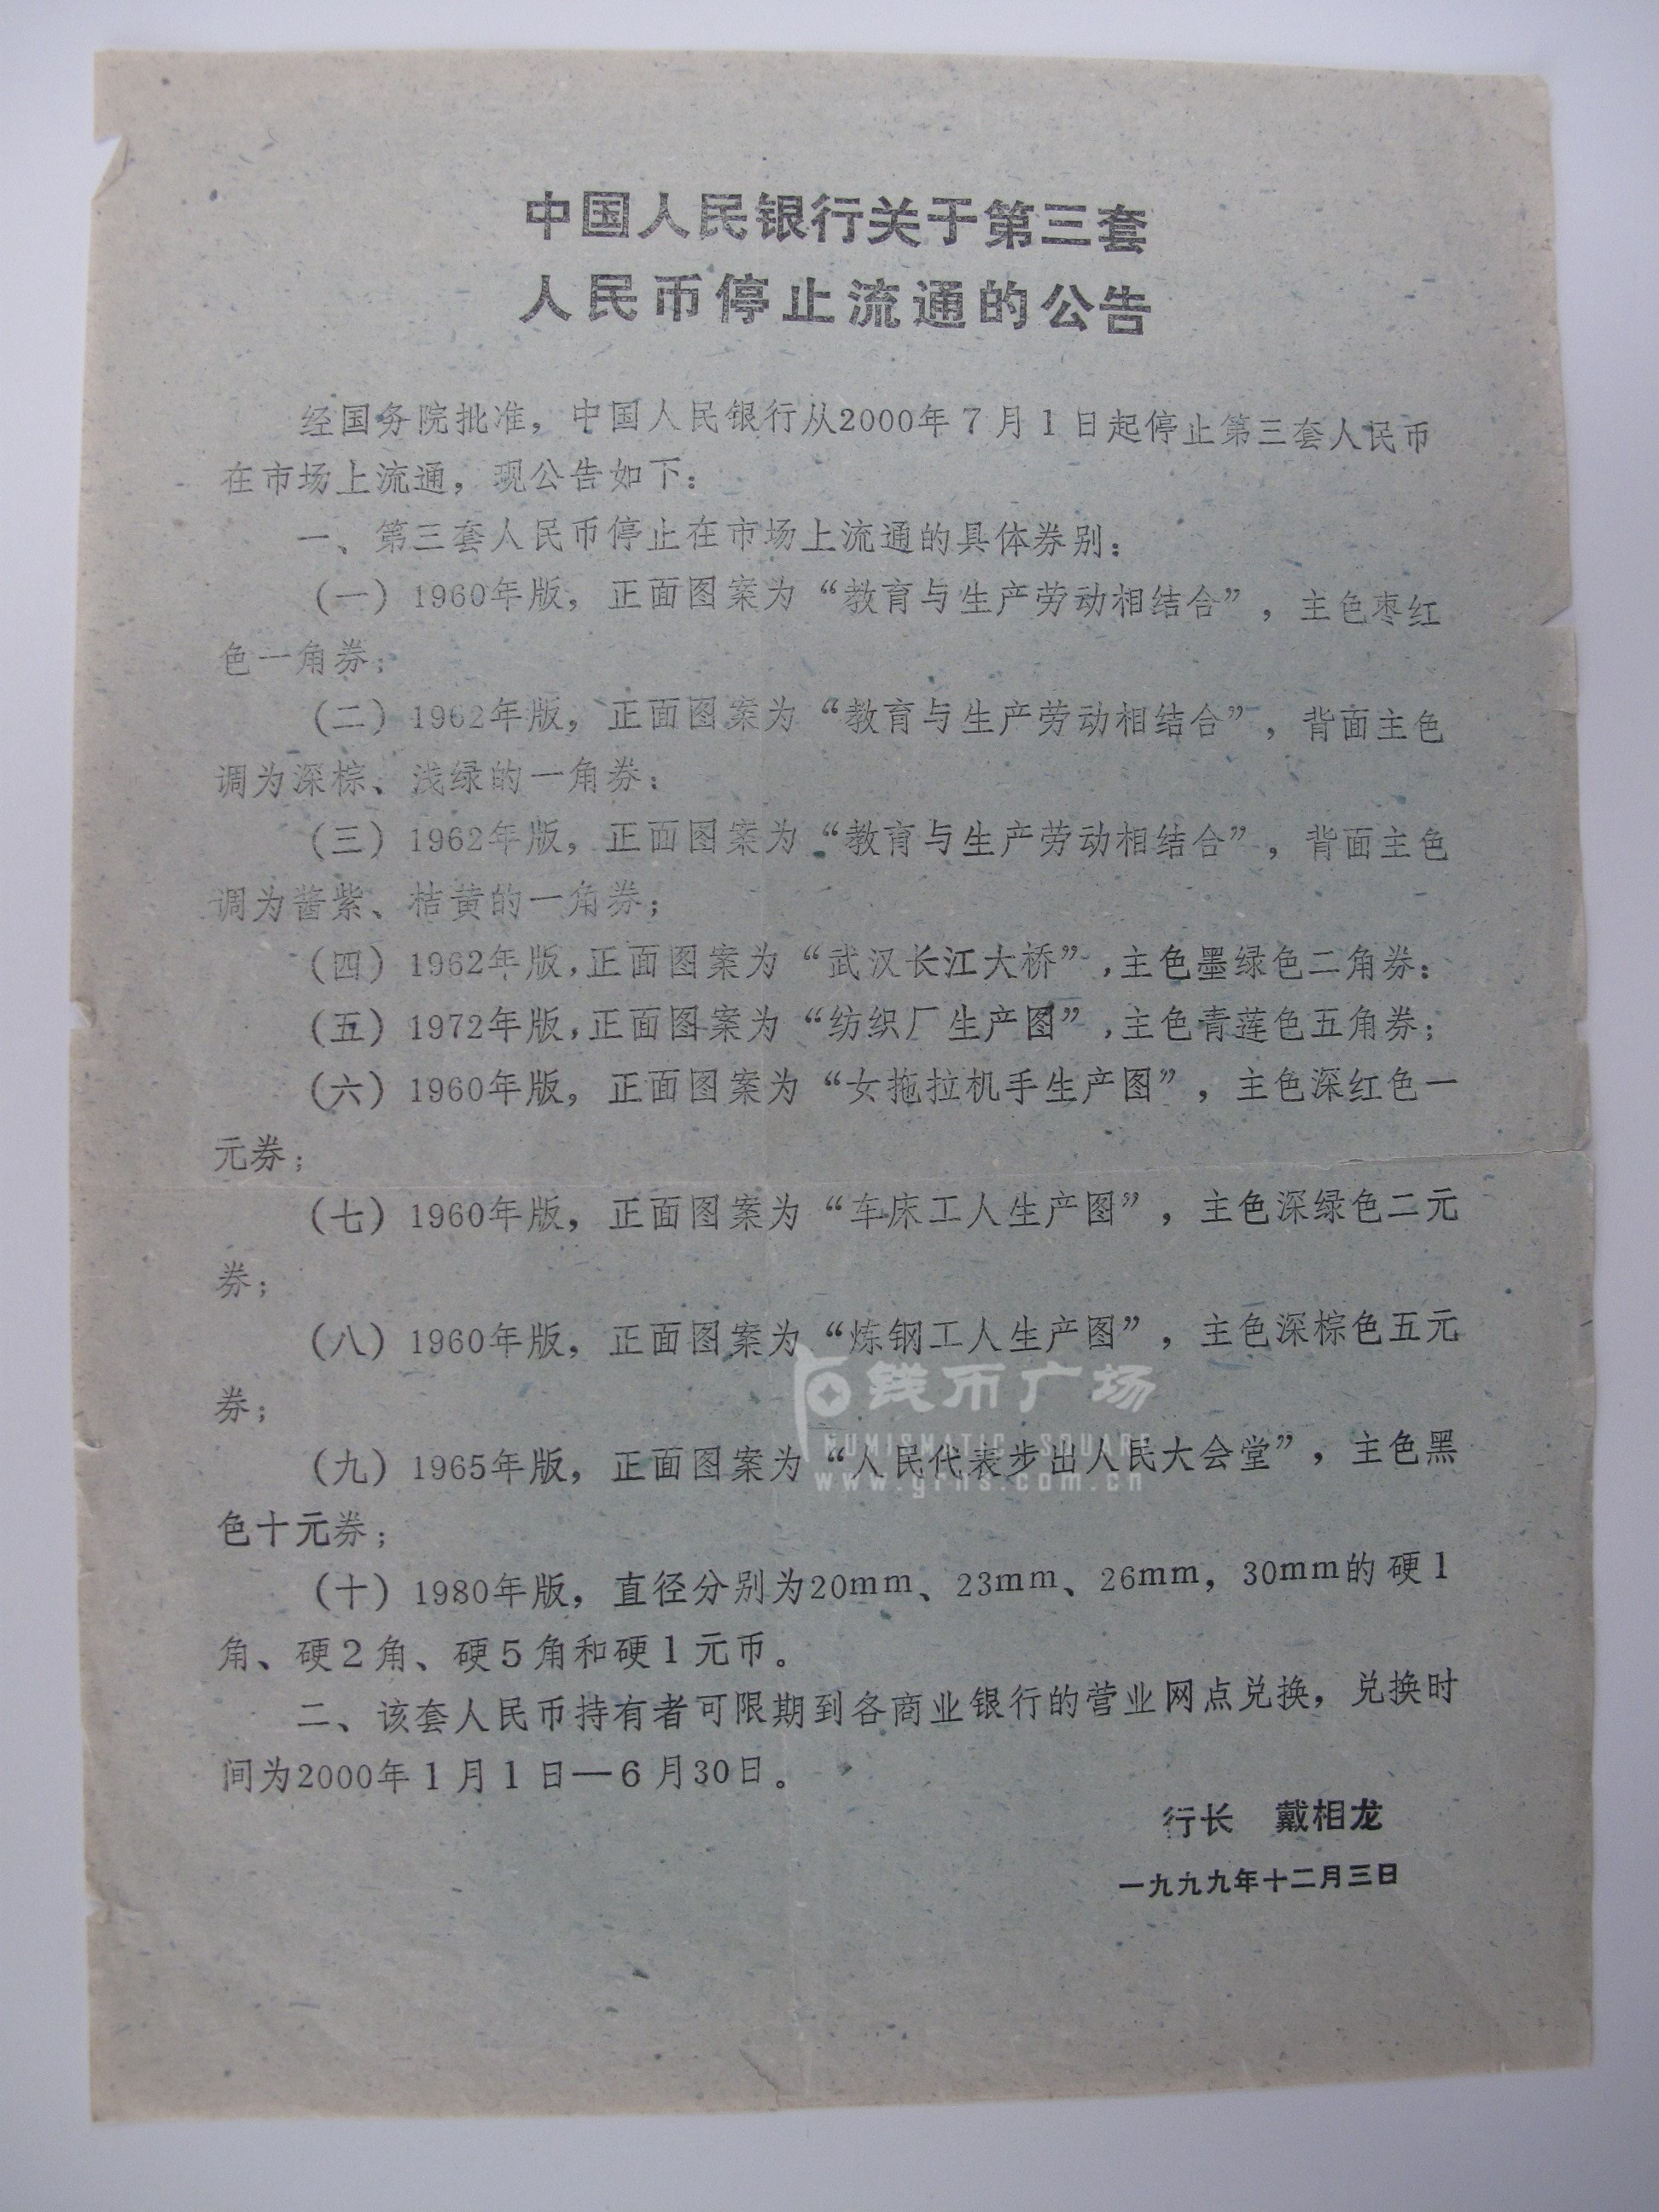 中国人民银行关于第三套
人民币停止流通的公告
经国务院批准，中国人民银行从2000年7月1日起停止第三套人民币
在市场上流通，现公告如下：
一、第三套人民币停止在市场上流通的具体券别：
（一）1960年版，正面图案为“教育与生产劳动相结合”，主色枣红
色一角券；
（二）1962年版，正面图案为“教育与生产劳动相结合”，背面主色
调为深棕、浅绿的一角券；
（三）1962年版，正面图案为“教育与生产劳动相结合”，背面主色
调为酱紫、桔黄的一角券；
（四）1962年版，正面图案为“武汉长江大桥”，主色墨绿色二角券；
（五）1972年版，正面图案为“纺织厂生产图”，主色青莲色五角券；
（六）1960年版，正面图案为“女拖拉机手生产图”，主色深红色一
元券；
（七）1960年版，正面图案为“车床工人生产图”，主色深绿色二元
券；
（八）1960年版，正面图案为“炼钢工人生产图”，主色深棕色五元
券；
钱币广场
NUMISMATIC SQUARE
（九）1965年版，正面图案为“人民代表步出人民大会堂”，主色黑
www.yrns.com.cn
色十元券；
（十）1980年版，直径分别为20mm、23mm、26mm，30mm的硬1
角、硬2角、硬5角和硬1元币。
二、该套人民币持有者可限期到各商业银行的营业网点兑换，兑换时
间为2000年1月1日—6月30日。
行长　戴相龙
一九九九年十二月三日